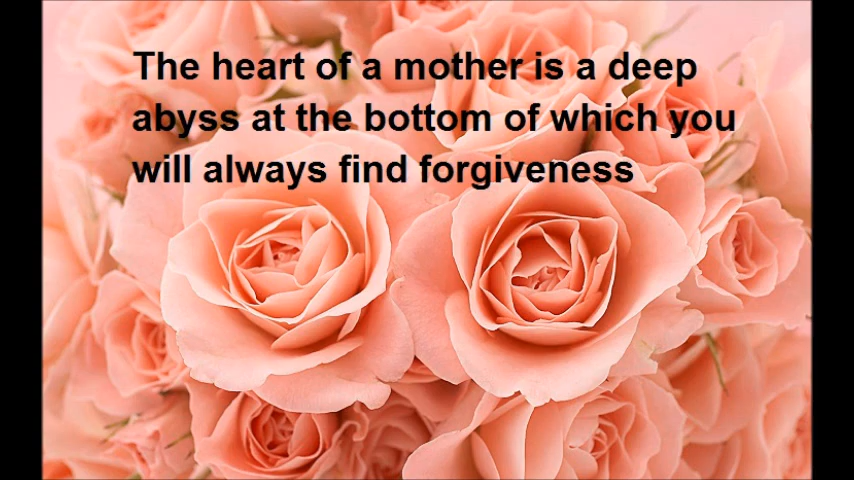 The heart of a mother is a deep
abyss at the bottom of which you
will always find forgiveness